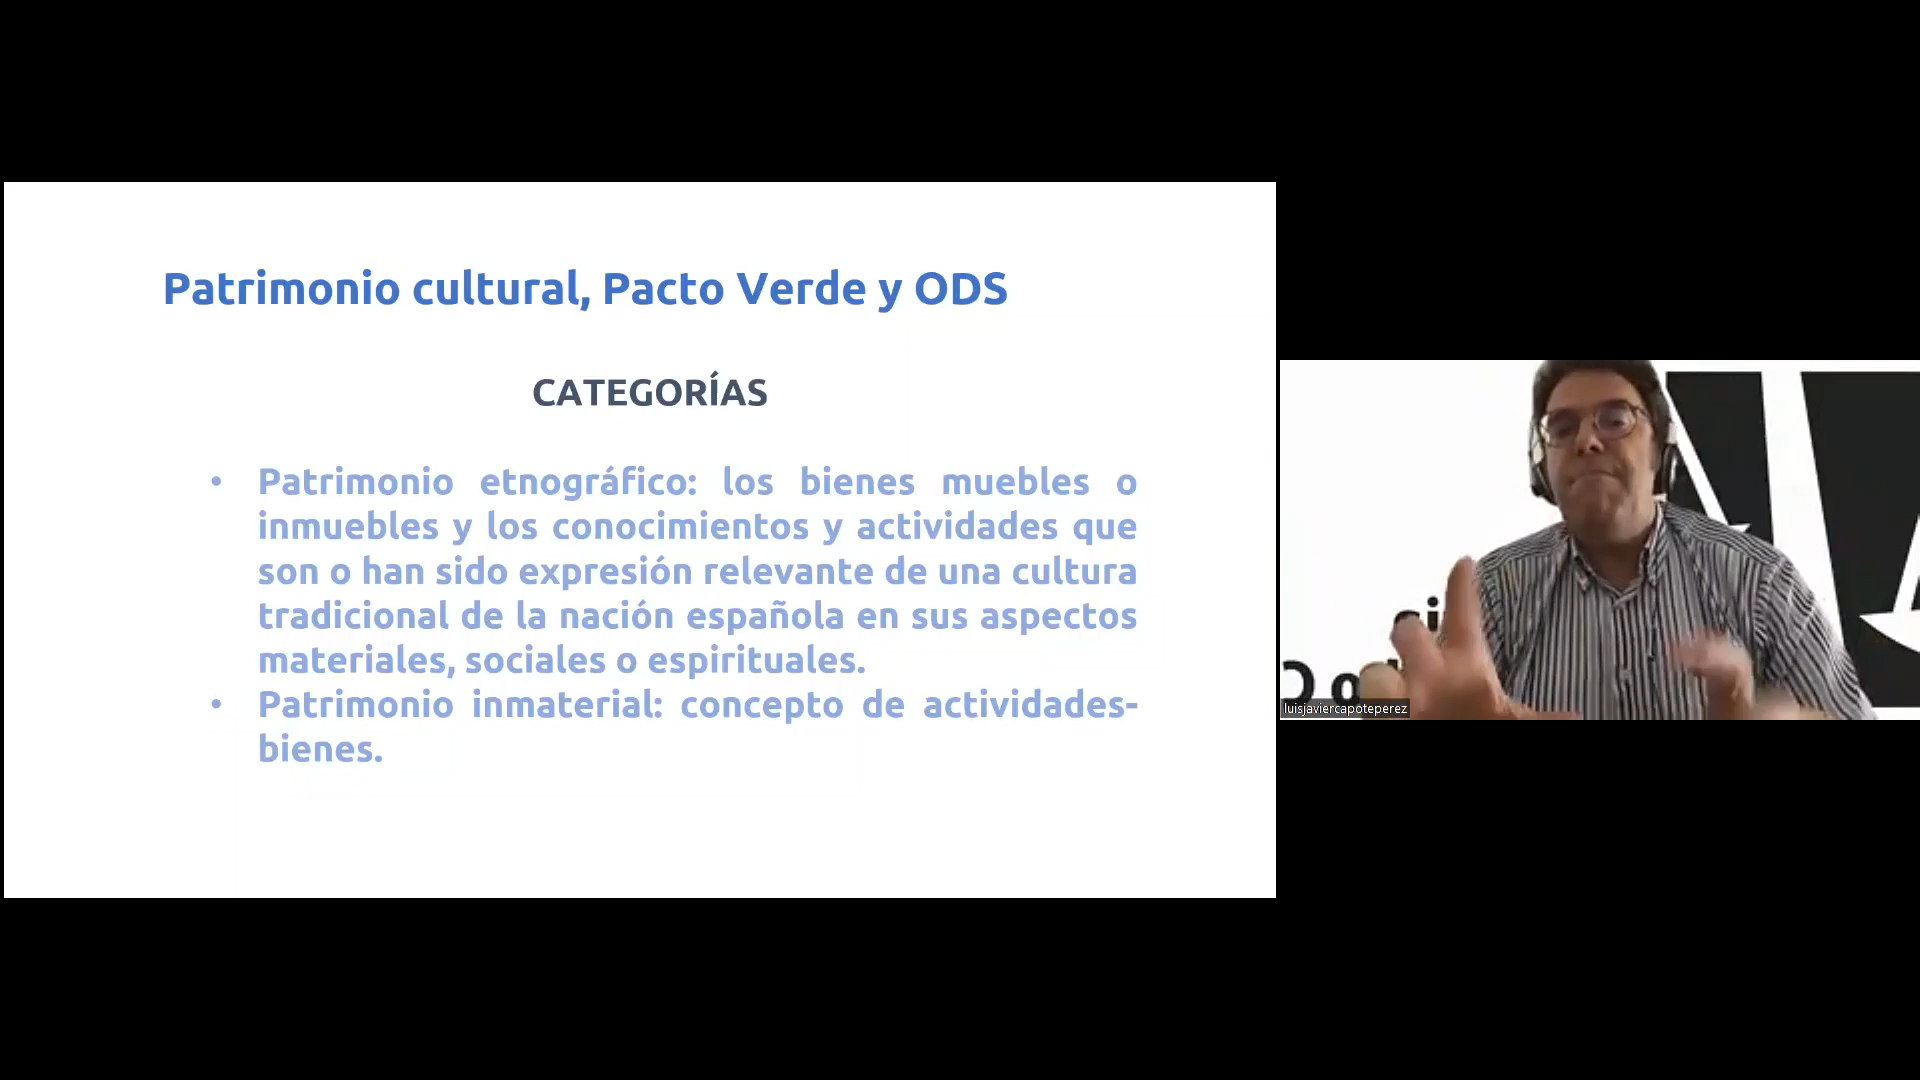 Patrimonio cultural, Pacto Verde y ODS
CATEGORÍAS
• Patrimonio etnográfico: los bienes muebles o
inmuebles y los conocimientos y actividades que
son o han sido expresión relevante de una cultura
tradicional de la nación española en sus aspectos
materiales, sociales o espirituales.
• Patrimonio inmaterial: concepto de actividades-
bienes.
luisjaviercapoteperez